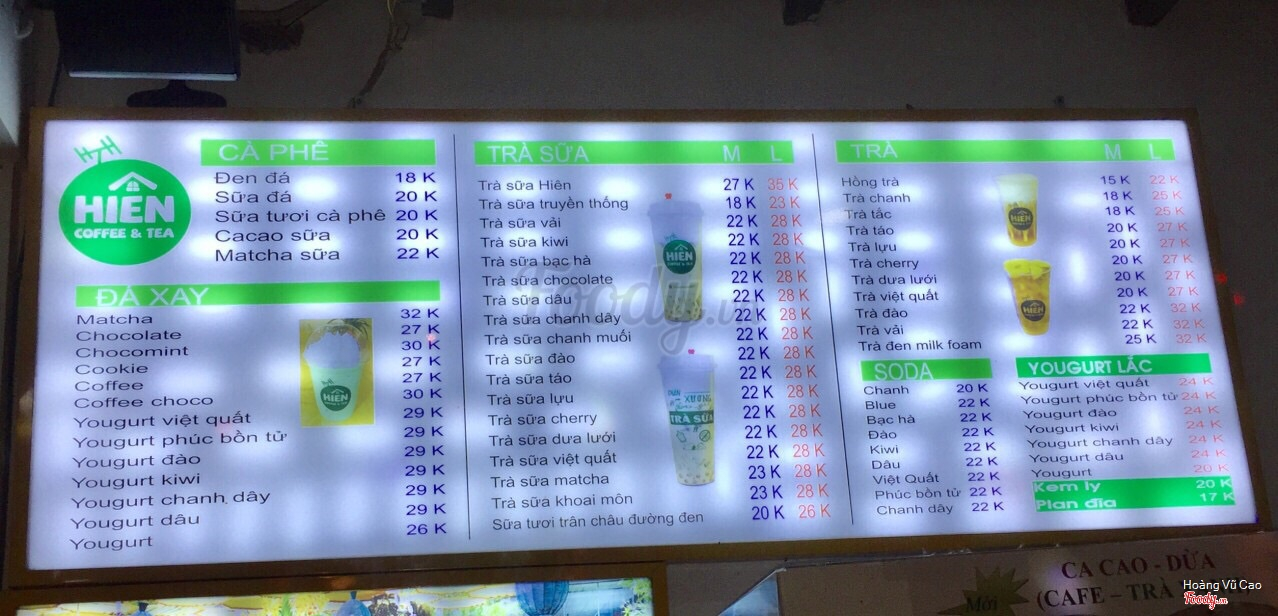 HIÊN
COFFEE & TEA
CÀ PHÊ
Đen đá 18 K
Sữa đá 20 K
Sữa tươi cà phê 20 K
Cacao sữa 20 K
Matcha sữa 22 K
ĐÁ XAY
Matcha 32 K
Chocolate 27 K
Chocomint 30 K
Cookie 27 K
Coffee 27 K
Coffee choco 30 K
Yougurt việt quất 29 K
Yougurt phúc bồn tử 29 K
Yougurt đào 29 K
Yougurt kiwi 29 K
Yougurt chanh dây 29 K
Yougurt dâu 29 K
Yougurt 26 K
HIÊN
TRÀ SỮA M L
Trà sữa Hiên 27 K 35 K
Trà sữa truyền thống 18 K 23 K
Trà sữa vải 22 K 28 K
Trà sữa kiwi 22 K 28 K
Trà sữa bạc hà 22 K 28 K
Trà sữa chocolate 22 K 28 K
Trà sữa dâu 22 K 28 K
Trà sữa chanh dây 22 K 28 K
Trà sữa chanh muối 22 K 28 K
Trà sữa đào 22 K 28 K
Trà sữa táo 22 K 28 K
Trà sữa lựu 22 K 28 K
Trà sữa cherry 22 K 28 K
Trà sữa dưa lưới 22 K 28 K
Trà sữa việt quất 22 K 28 K
Trà sữa matcha 23 K 28 K
Trà sữa khoai môn 23 K 28 K
Sữa tươi trân châu đường đen 20 K 26 K
HIÊN
COFFEE & TEA
TRÀ SỮA
TRÀ M L
Hồng trà 15 K 22 K
Trà chanh 18 K 25 K
Trà tắc 18 K 25 K
Trà táo 20 K 27 K
Trà lựu 20 K 27 K
Trà cherry 20 K 27 K
Trà dưa lưới 20 K 27 K
Trà việt quất 20 K 27 K
Trà đào 22 K 32 K
Trà vải 22 K 32 K
Trà đen milk foam 25 K 32 K
HIÊN
HIÊN
SODA
Chanh 20 K
Blue 22 K
Bạc hà 22 K
Đào 22 K
Kiwi 22 K
Dâu 22 K
Việt Quất 22 K
Phúc bồn tử 22 K
Chanh dây 22 K
YOUGURT LẮC
Yougurt việt quất 24 K
Yougurt phúc bồn tử 24 K
Yougurt đào 24 K
Yougurt kiwi 24 K
Yougurt chanh dây 24 K
Yougurt dâu 24 K
Yougurt 20 K
Kem ly 20 K
Plan đĩa 17 K
Foody.vn
Mới
CA CAO - DỪA
(CAFE - TRÀ
Hoàng Vũ Cao
Foody.vn